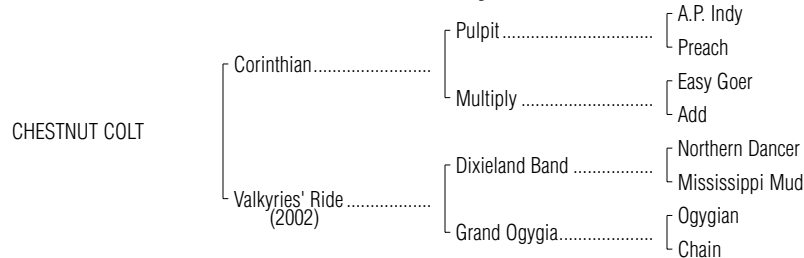 A.P. Indy
Pulpit................................
Preach
Corinthian.........................
Easy Goer
Multiply ............................
Add
CHESTNUT COLT
Northern Dancer
Dixieland Band .................
Mississippi Mud
Valkyries' Ride ..................
(2002)
Ogygian
Grand Ogygia....................
Chain